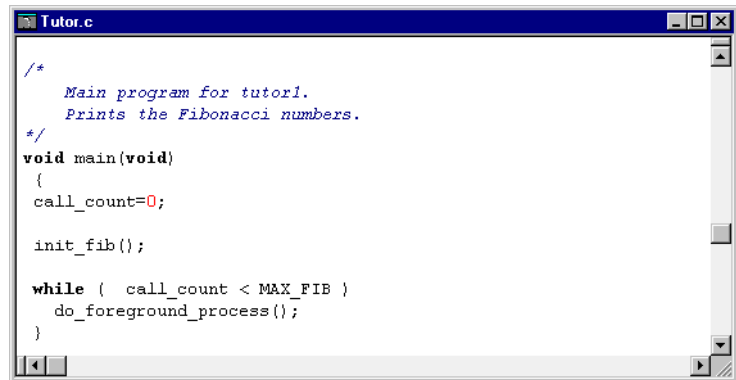 Tutor.c
/*
Main program for tutor1.
Prints the Fibonacci numbers.
*/
void main(void)
{
call_count=0;
init_fib();
while ( call_count < MAX_FIB )
do_foreground_process();
}